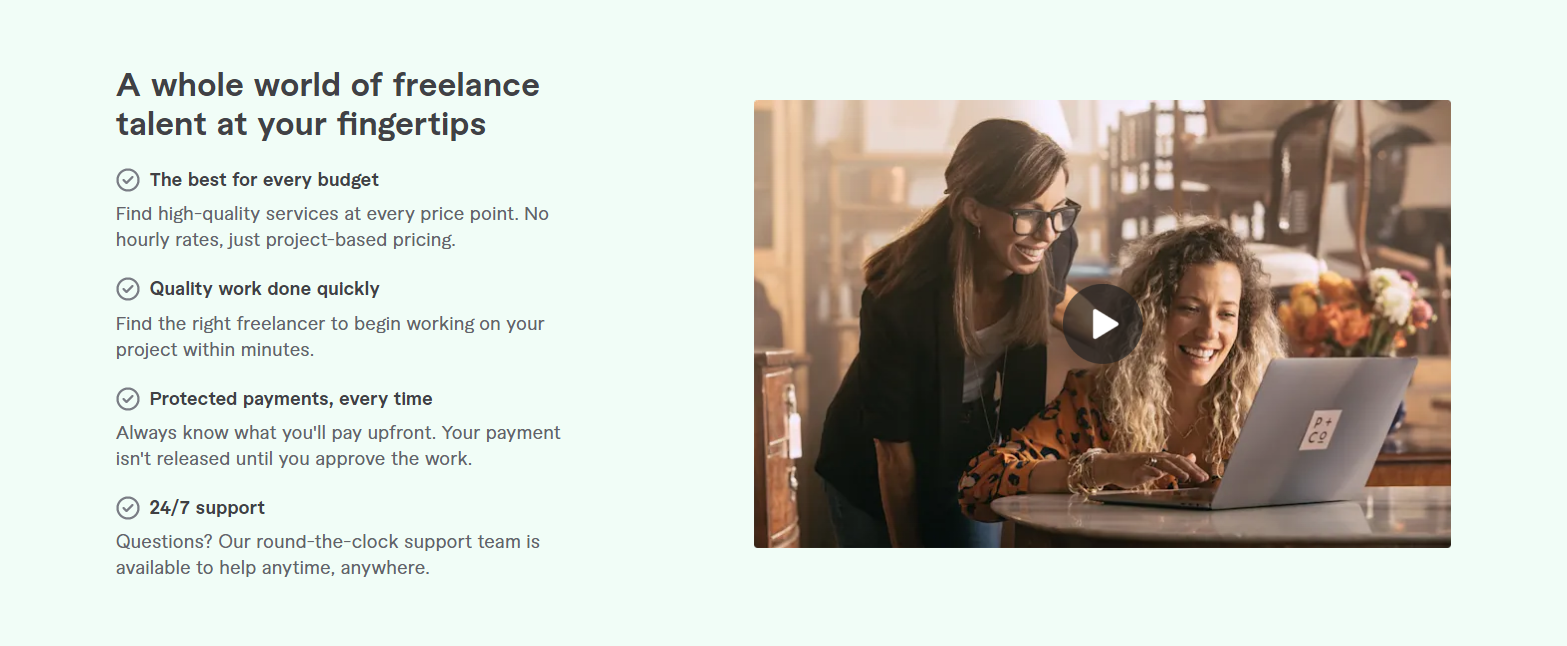 A whole world of freelance
talent at your fingertips
The best for every budget
Find high-quality services at every price point. No
hourly rates, just project-based pricing.
Quality work done quickly
Find the right freelancer to begin working on your
project within minutes.
Protected payments, every time
Always know what you'll pay upfront. Your payment
isn't released until you approve the work.
24/7 support
Questions? Our round-the-clock support team is
available to help anytime, anywhere.
P+
Co